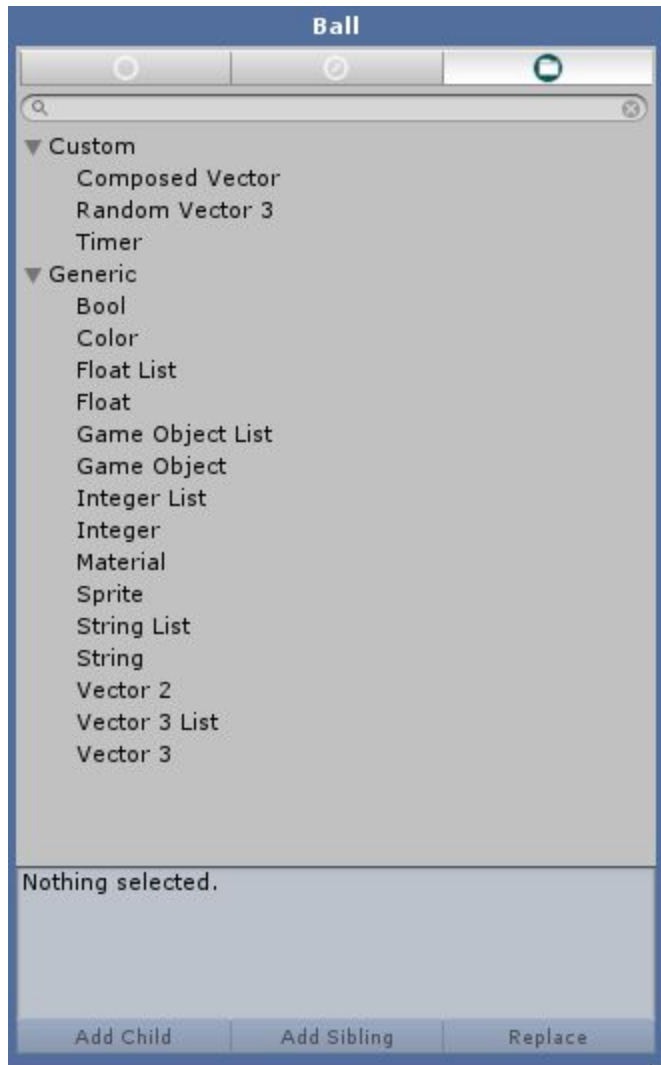 Ball
Custom
Composed Vector
Random Vector 3
Timer
Generic
Bool
Color
Float List
Float
Game Object List
Game Object
Integer List
Integer
Material
Sprite
String List
String
Vector 2
Vector 3 List
Vector 3
Nothing selected.
Add Child Add Sibling Replace